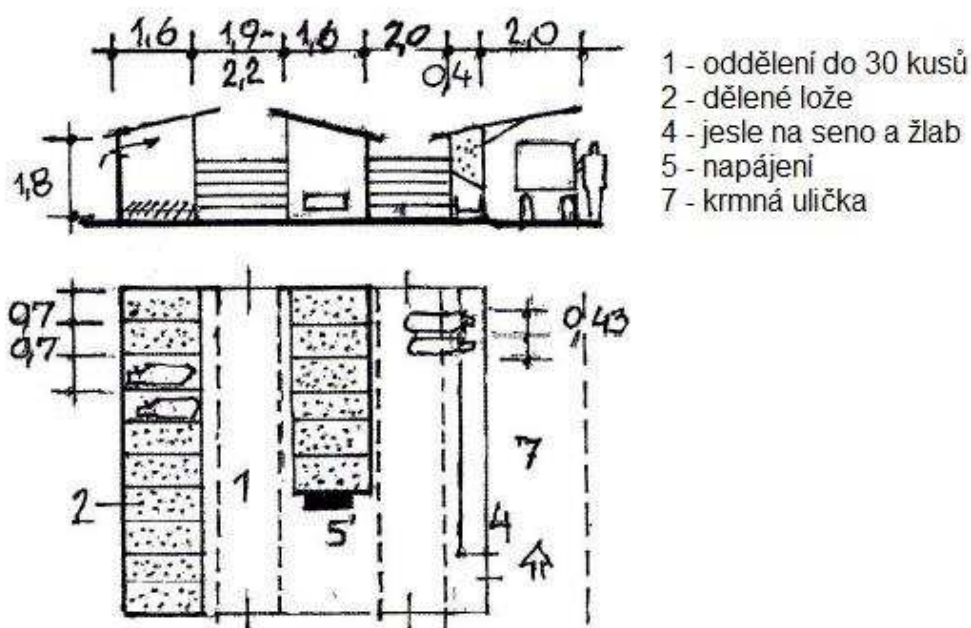 1,6 1,9- 1,6 2,0 2,0
2,2 0,4
1,8
1 - oddělení do 30 kusů
2 - dělené lože
4 - jesle na seno a žlab
5 - napájení
7 - krmná ulička
0,7
0,7
0,43
1
2
5
4
7